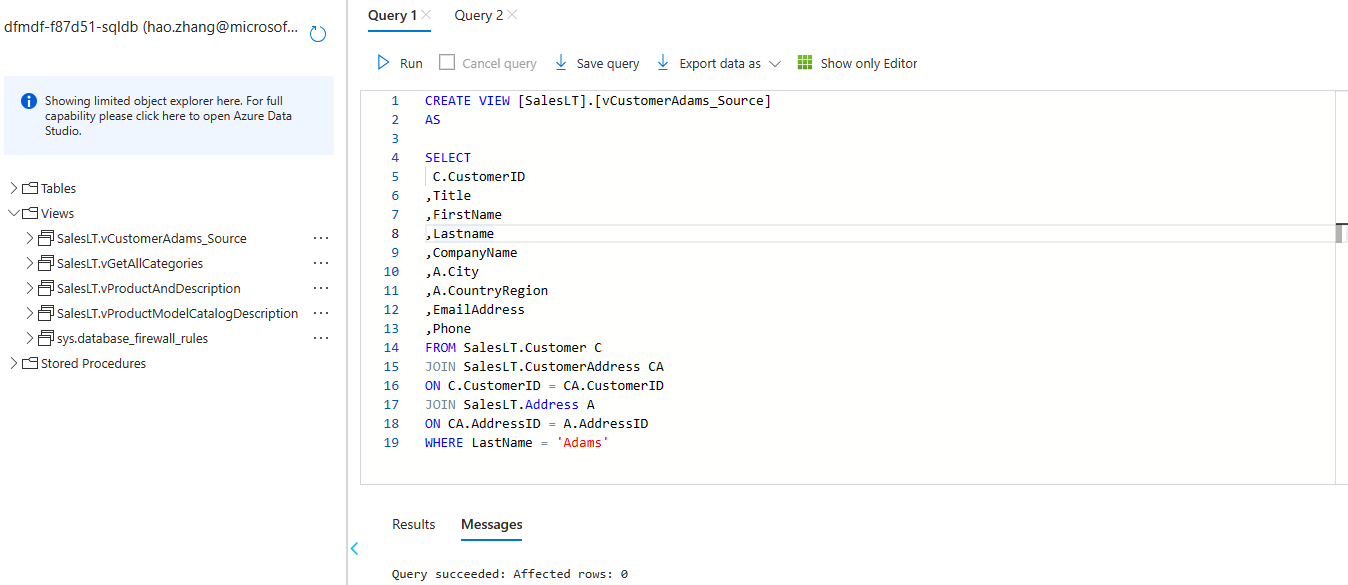 dfmdf-f87d51-sqldb (hao.zhang@microsof...
Showing limited object explorer here. For full
capability please click here to open Azure Data
Studio.
Tables
Views
SalesLT.vCustomerAdams_Source ...
SalesLT.vGetAllCategories ...
SalesLT.vProductAndDescription ...
SalesLT.vProductModelCatalogDescription ...
sys.database_firewall_rules ...
Stored Procedures
Query 1 Query 2
Run Cancel query Save query Export data as Show only Editor
1 CREATE VIEW [SalesLT].[vCustomerAdams_Source]
2 AS
3
4 SELECT
5 C.CustomerID
6 ,Title
7 ,FirstName
8 ,Lastname
9 ,CompanyName
10 ,A.City
11 ,A.CountryRegion
12 ,EmailAddress
13 ,Phone
14 FROM SalesLT.Customer C
15 JOIN SalesLT.CustomerAddress CA
16 ON C.CustomerID = CA.CustomerID
17 JOIN SalesLT.Address A
18 ON CA.AddressID = A.AddressID
19 WHERE LastName = 'Adams'
Results Messages
Query succeeded: Affected rows: 0